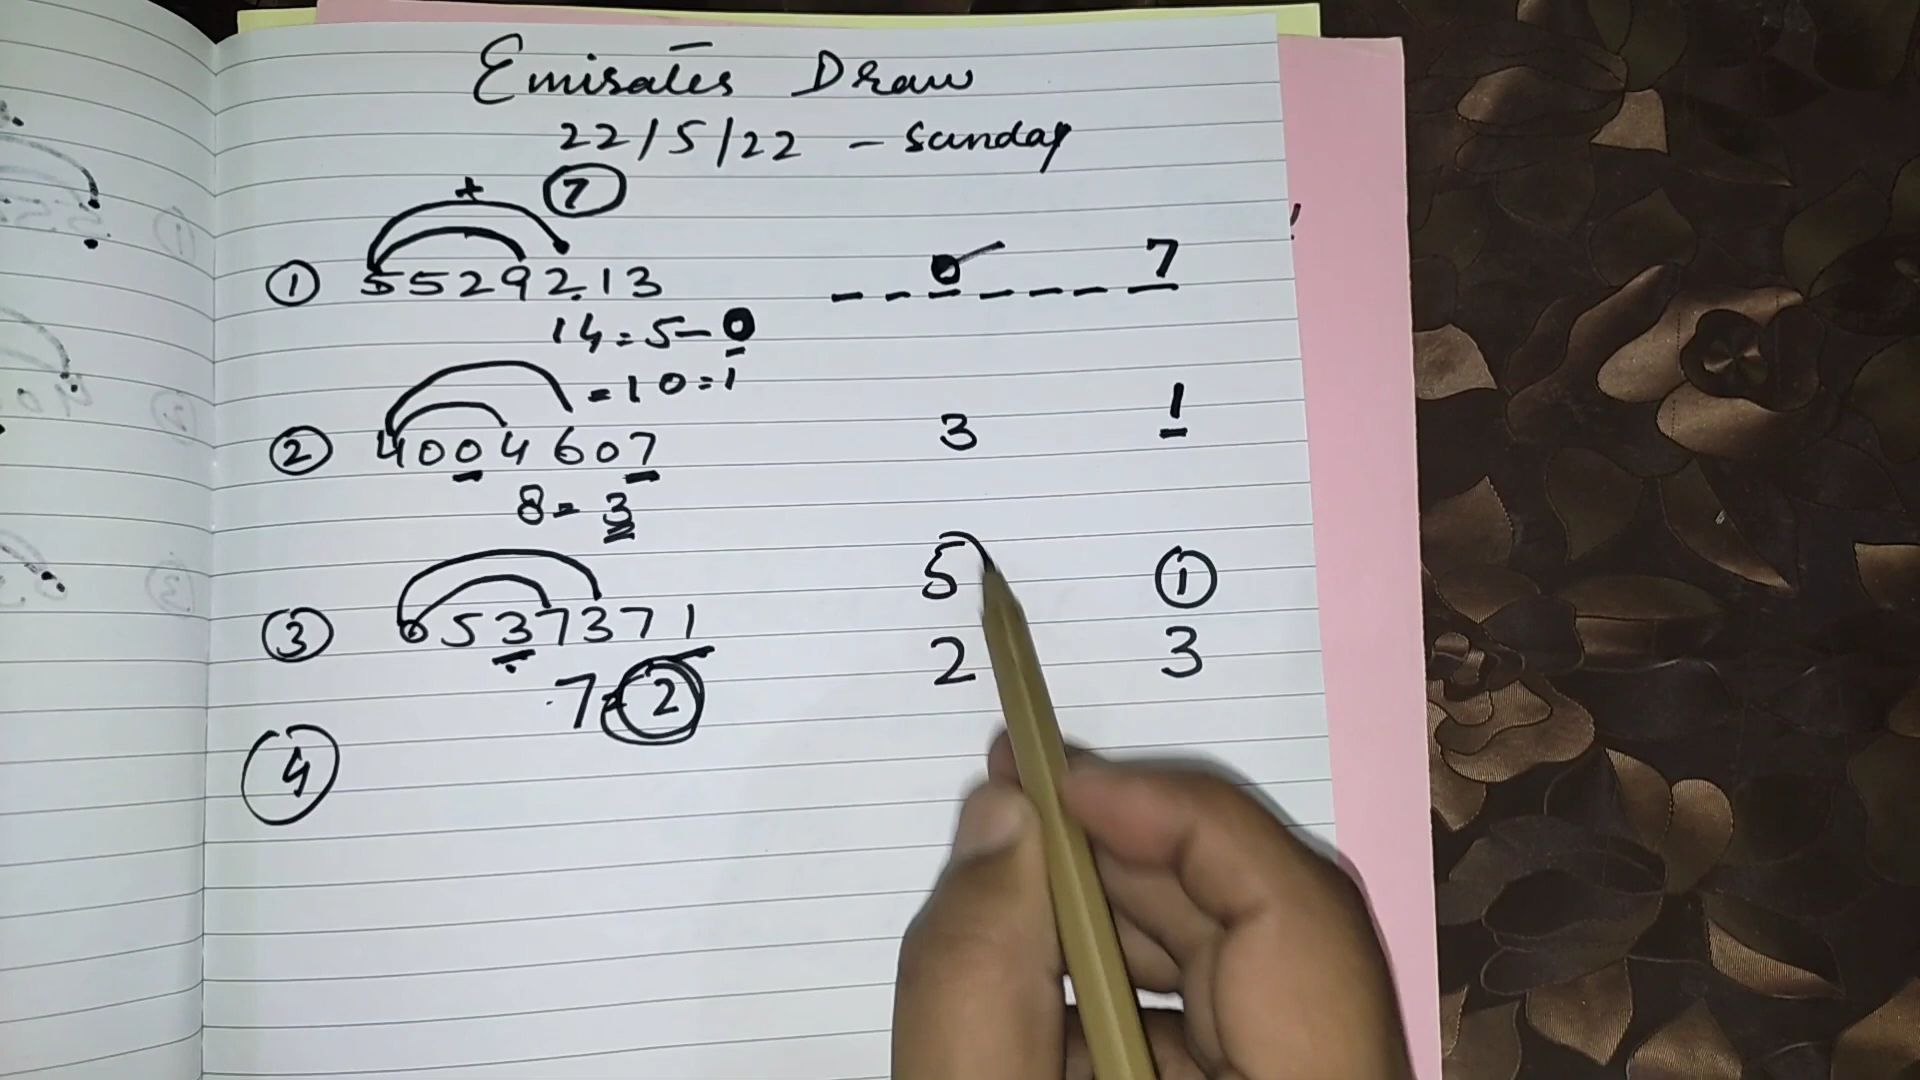 Emirates Draw
22/5/22 - Sunday
+ 7
1 5529213 0 7
14 = 5 - 0
= 10 = 1
2 4004607 3 1
8 = 3
5 1
3 6537371
2 3
7 = 2
4